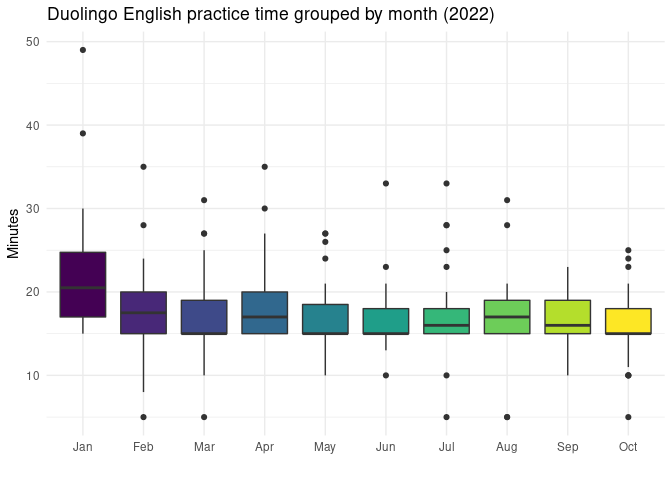 Duolingo English practice time grouped by month (2022)
50
40
30
20
10
Minutes
Jan Feb Mar Apr May Jun Jul Aug Sep Oct